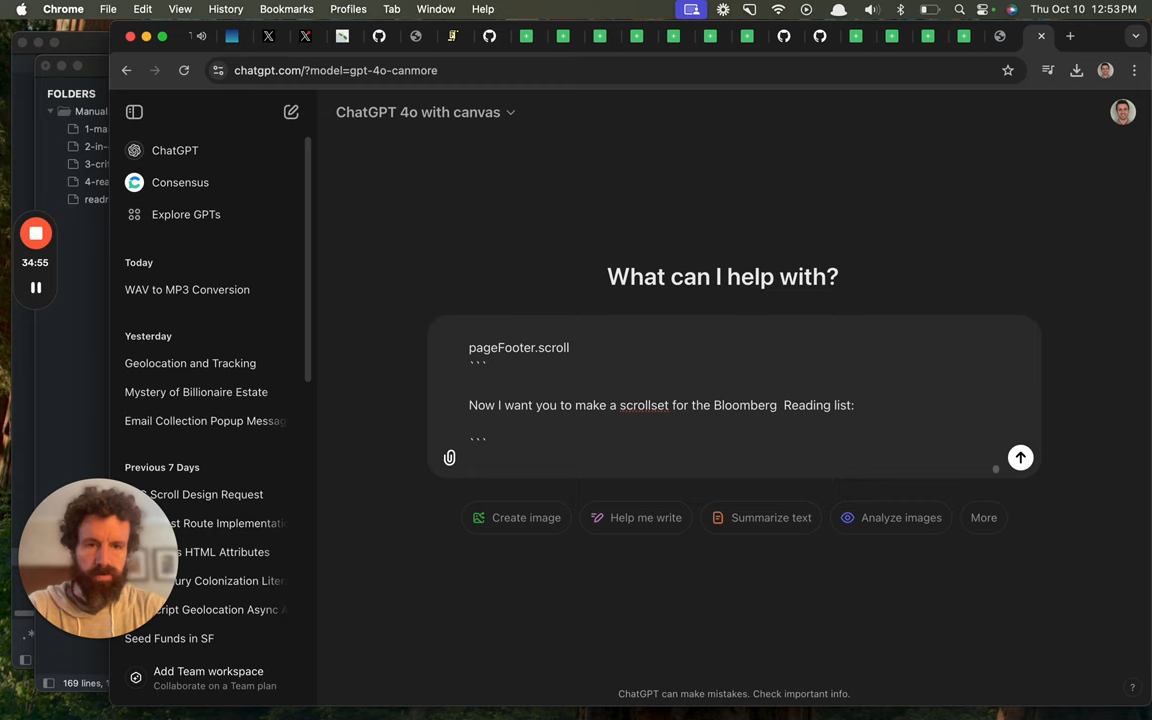 Chrome File Edit View History Bookmarks Profiles Tab Window Help Thu Oct 10 12:53 PM
chatgpt.com/?model=gpt-4o-canmore
FOLDERS
Manual
1-ma
2-in-
3-crit
4-rea
readr
34:55
169 lines, 1
ChatGPT
Consensus
Explore GPTs
Today
WAV to MP3 Conversion
Yesterday
Geolocation and Tracking
Mystery of Billionaire Estate
Email Collection Popup Messag
Previous 7 Days
Scroll Design Request
st Route Implementatio
s HTML Attributes
ury Colonization Liter
cript Geolocation Async A
Seed Funds in SF
Add Team workspace
Collaborate on a Team plan
ChatGPT 4o with canvas
What can I help with?
pageFooter.scroll
```
Now I want you to make a scrollset for the Bloomberg  Reading list:
```
Create image Help me write Summarize text Analyze images More
ChatGPT can make mistakes. Check important info.
?